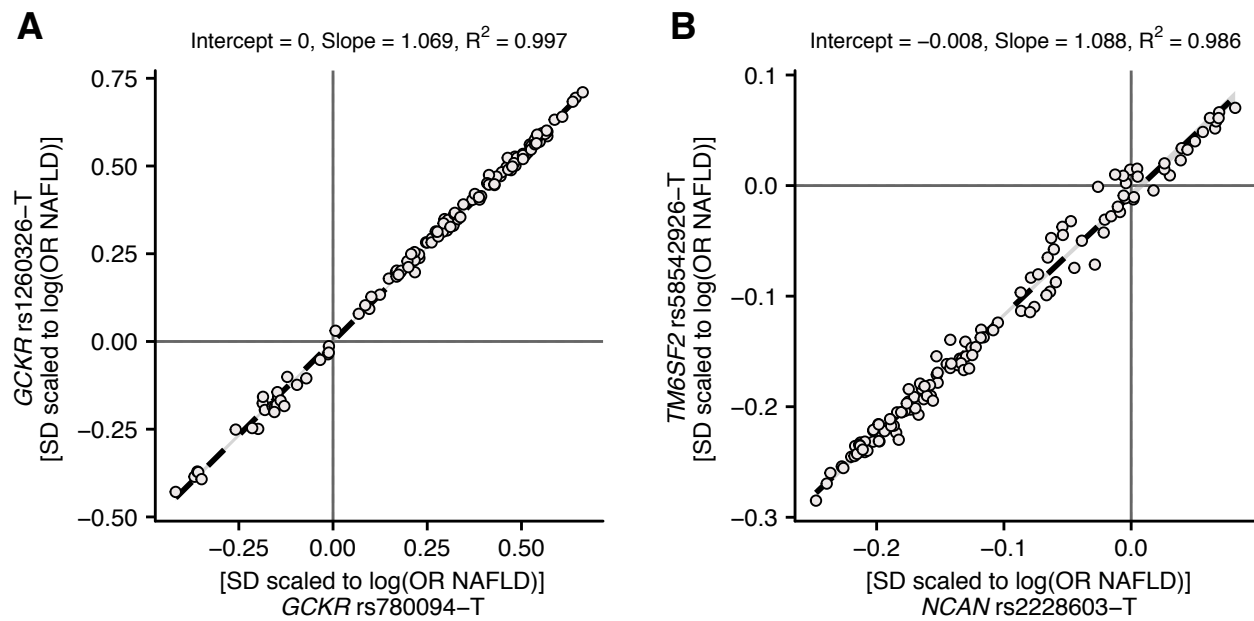 A
Intercept = 0, Slope = 1.069, R² = 0.997
0.75
0.50
0.25
0.00
−0.25
−0.50
GCKR rs1260326−T
[SD scaled to log(OR NAFLD)]
−0.25
0.00
0.25
0.50
[SD scaled to log(OR NAFLD)]
GCKR rs780094−T
B
Intercept = −0.008, Slope = 1.088, R² = 0.986
0.1
0.0
−0.1
−0.2
−0.3
TM6SF2 rs58542926−T
[SD scaled to log(OR NAFLD)]
−0.2
−0.1
0.0
[SD scaled to log(OR NAFLD)]
NCAN rs2228603−T